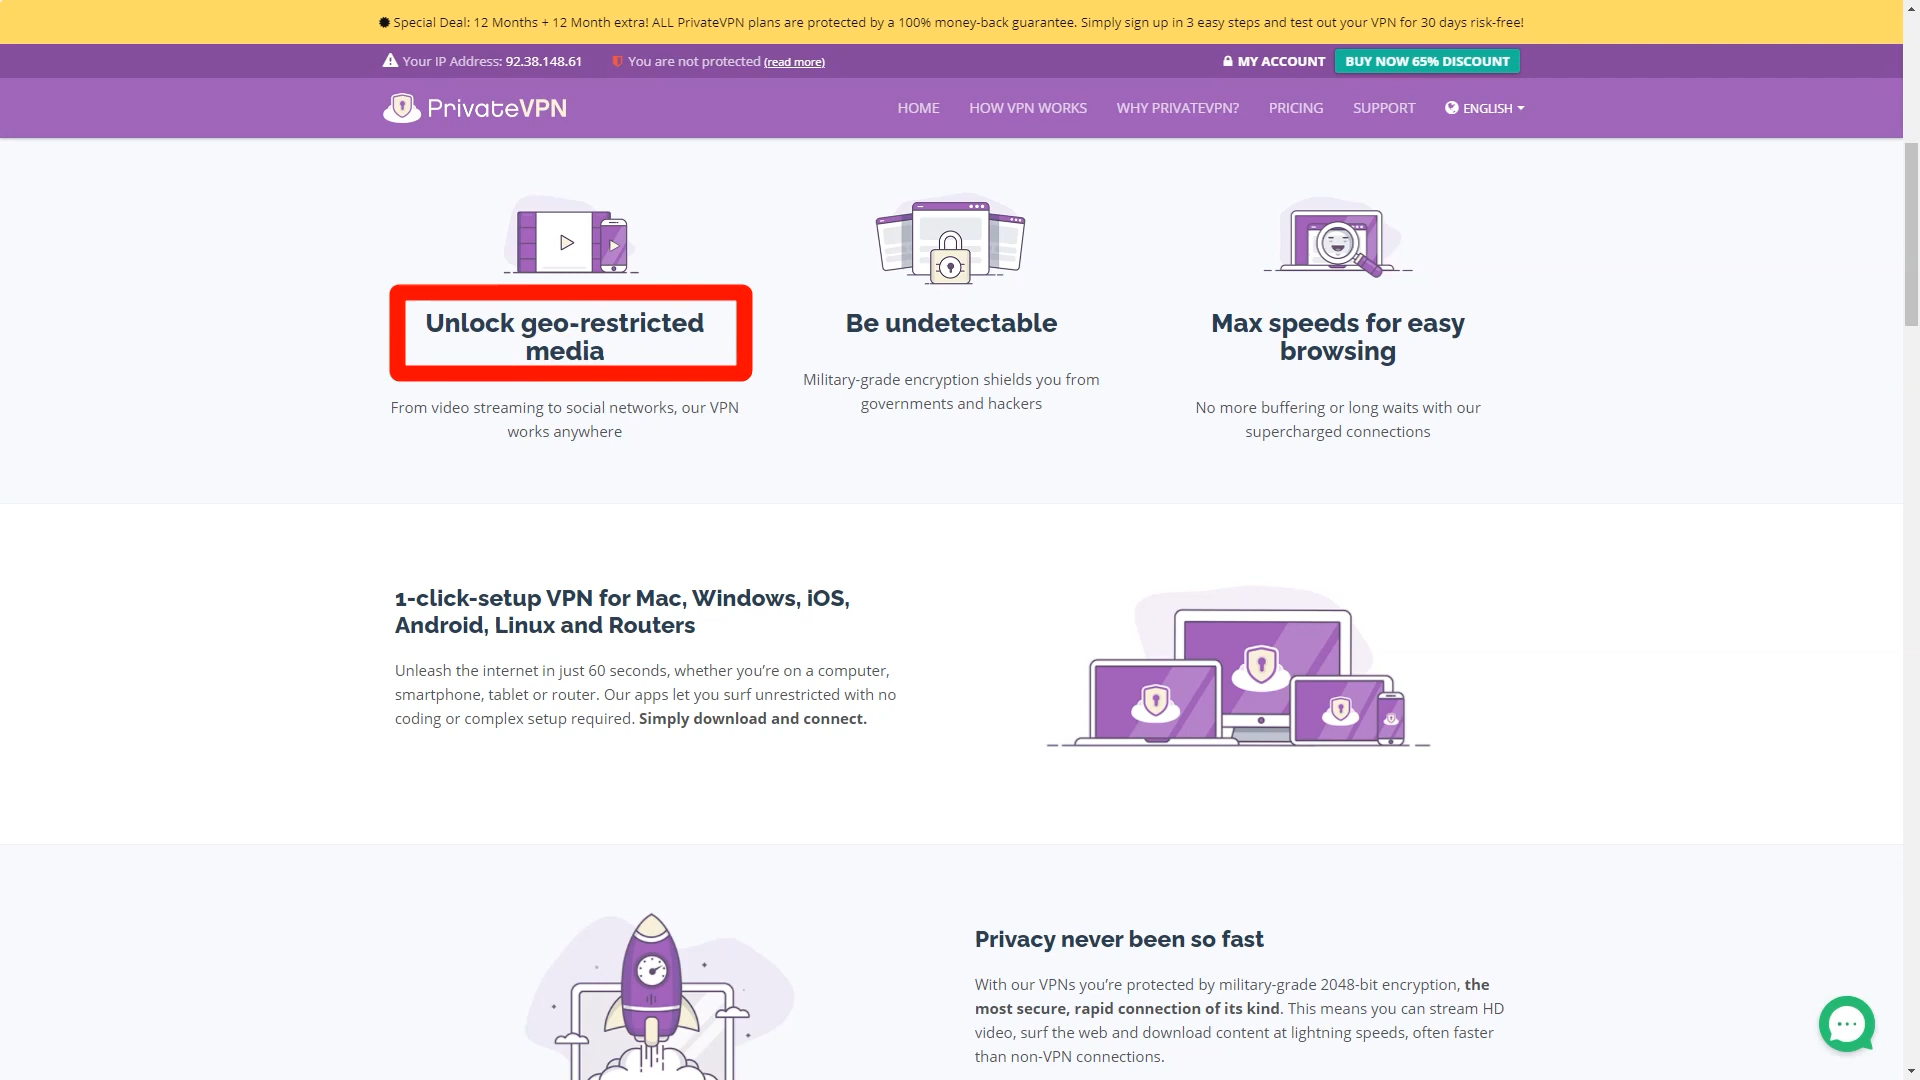 Special Deal: 12 Months + 12 Month extra! ALL PrivateVPN plans are protected by a 100% money-back guarantee. Simply sign up in 3 easy steps and test out your VPN for 30 days risk-free!
Your IP Address: 92.38.148.61 You are not protected (read more) MY ACCOUNT BUY NOW 65% DISCOUNT
PrivateVPN HOME HOW VPN WORKS WHY PRIVATEVPN? PRICING SUPPORT ENGLISH
Unlock geo-restricted
media
From video streaming to social networks, our VPN
works anywhere
Be undetectable
Military-grade encryption shields you from
governments and hackers
Max speeds for easy
browsing
No more buffering or long waits with our
supercharged connections
1-click-setup VPN for Mac, Windows, iOS,
Android, Linux and Routers
Unleash the internet in just 60 seconds, whether you’re on a computer,
smartphone, tablet or router. Our apps let you surf unrestricted with no
coding or complex setup required. Simply download and connect.
Privacy never been so fast
With our VPNs you’re protected by military-grade 2048-bit encryption, the
most secure, rapid connection of its kind. This means you can stream HD
video, surf the web and download content at lightning speeds, often faster
than non-VPN connections.